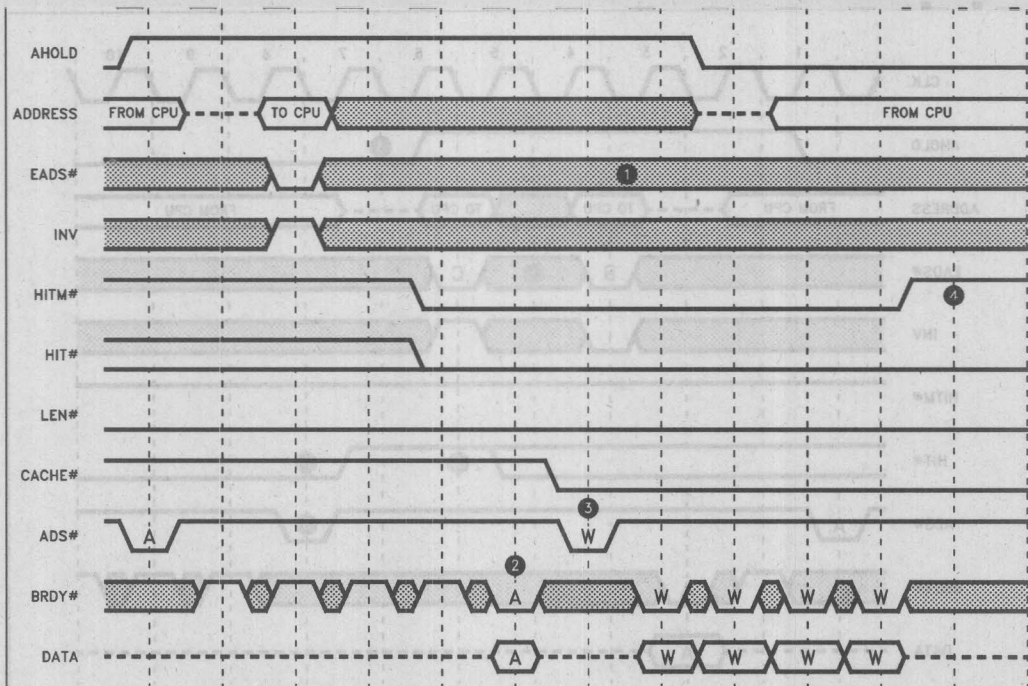 AHOLD
ADDRESS FROM CPU TO CPU FROM CPU
EADS# 1
INV
HITM# 4
HIT#
LEN#
CACHE#
3
ADS# A W
2
BRDY# A W W W W
DATA A W W W W